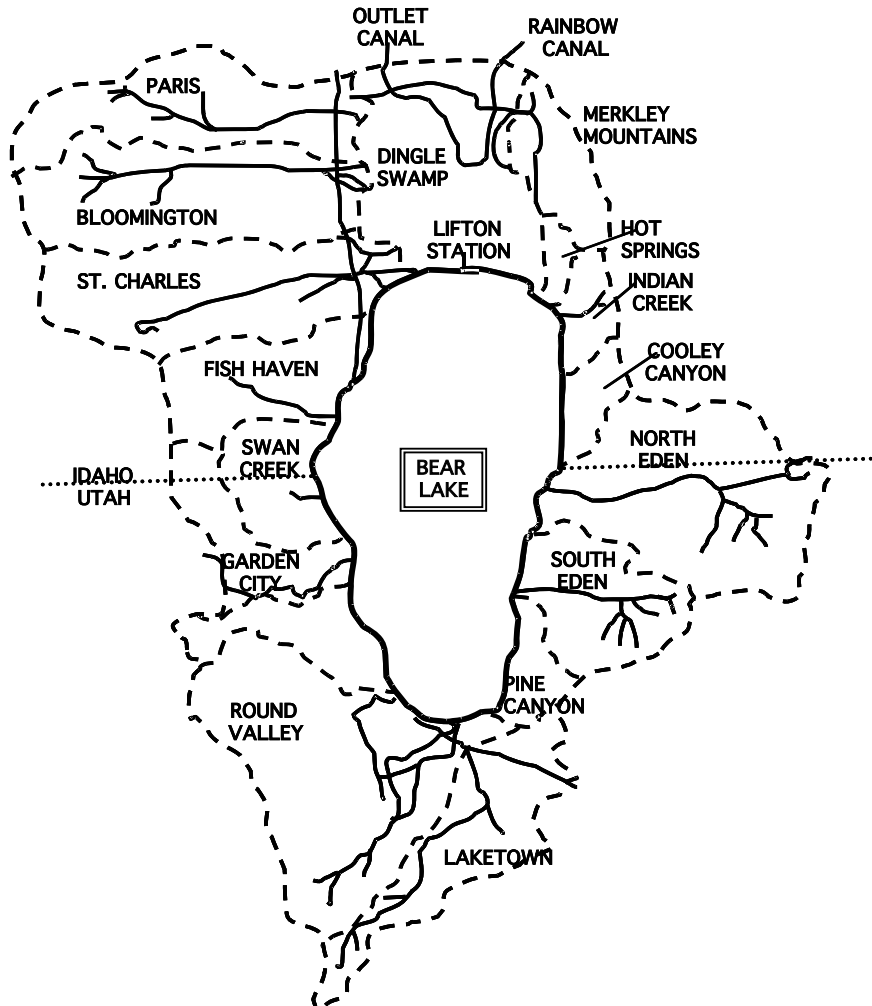 OUTLET
CANAL
RAINBOW
CANAL
PARIS
MERKLEY
MOUNTAINS
DINGLE
SWAMP
BLOOMINGTON
LIFTON
STATION
HOT
SPRINGS
ST. CHARLES
INDIAN
CREEK
FISH HAVEN
COOLEY
CANYON
SWAN
CREEK
NORTH
EDEN
BEAR
LAKE
IDAHO
UTAH
GARDEN
CITY
SOUTH
EDEN
PINE
CANYON
ROUND
VALLEY
LAKETOWN